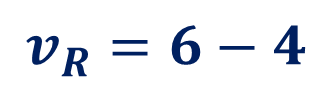 v_R = 6 − 4